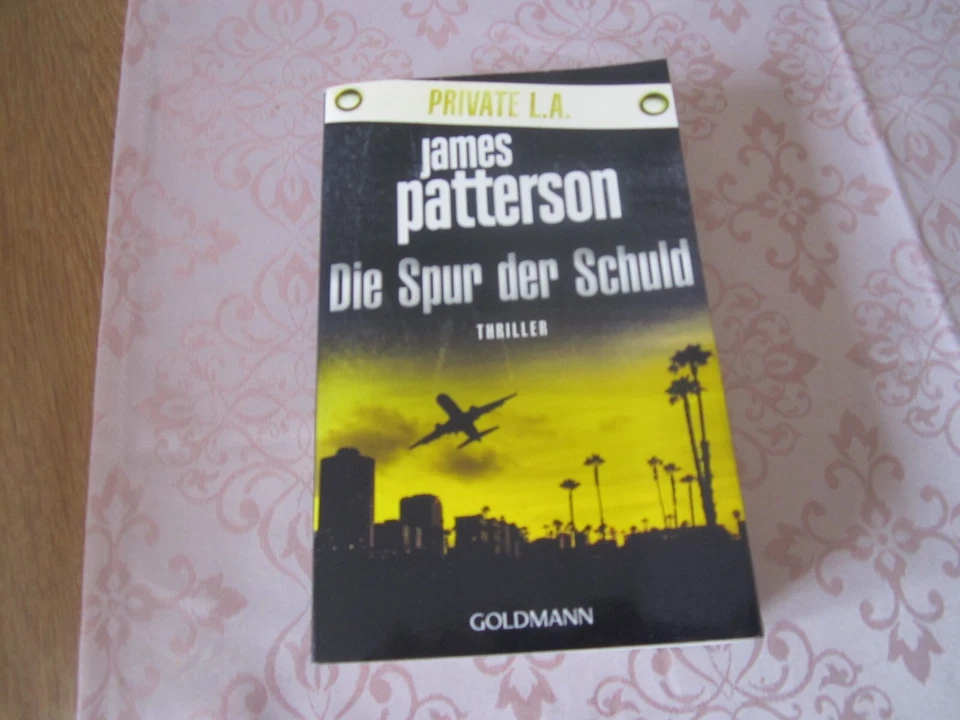 PRIVATE L.A.
james
patterson
Die Spur der Schuld
THRILLER
GOLDMANN